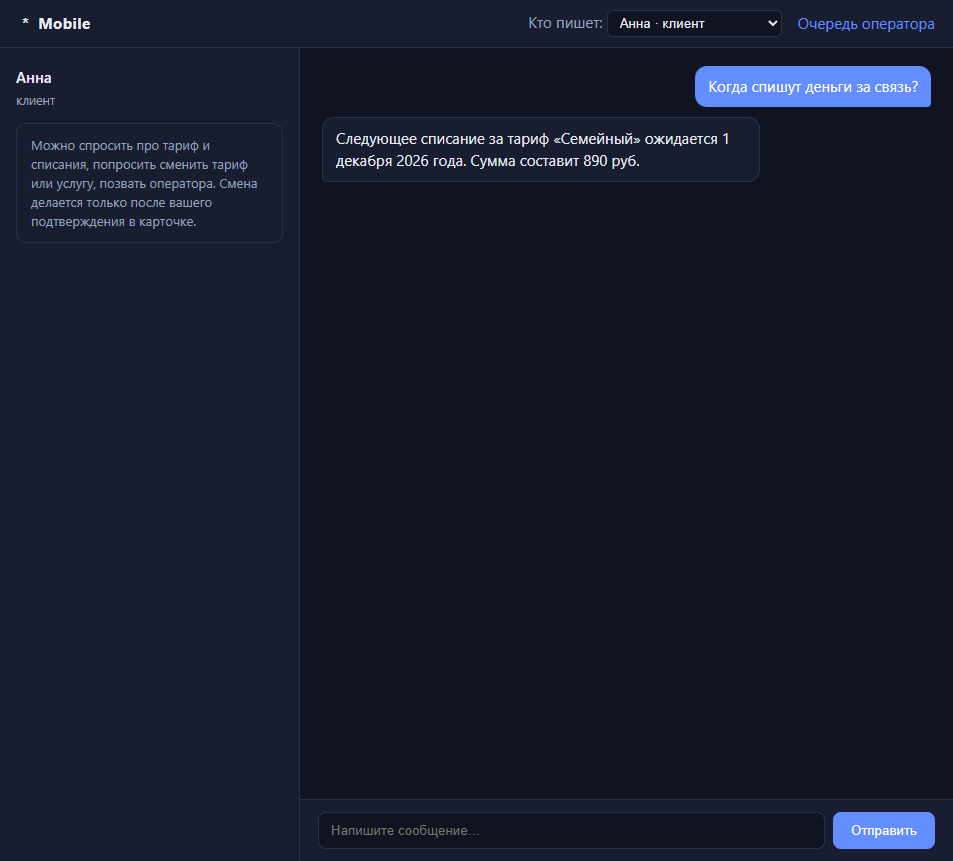 * Mobile
Кто пишет: Анна · клиент Очередь оператора
Анна
клиент
Можно спросить про тариф и
списания, попросить сменить тариф
или услугу, позвать оператора. Смена
делается только после вашего
подтверждения в карточке.
Когда спишут деньги за связь?
Следующее списание за тариф «Семейный» ожидается 1
декабря 2026 года. Сумма составит 890 руб.
Напишите сообщение...
Отправить